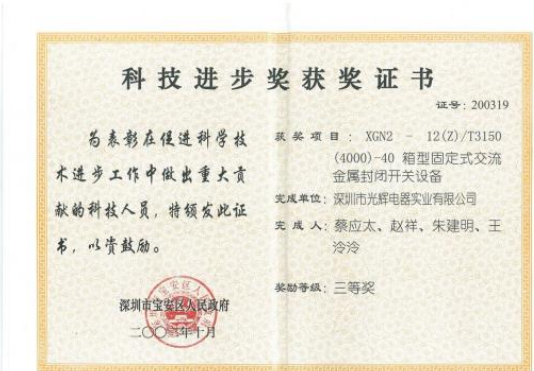 科技进步奖获奖证书
证号：200319
为表彰在促进科学技
术进步工作中做出重大贡
献的科技人员，特颁发此证
书，以资鼓励。
深圳市宝安区人民政府
二〇〇三年十月
获奖项目：XGN2 - 12(Z)/T3150
(4000)-40 箱型固定式交流
金属封闭开关设备
完成单位：深圳市光辉电器实业有限公司
完成人：蔡应太、赵祥、朱建明、王
泠泠
奖励等级：三等奖